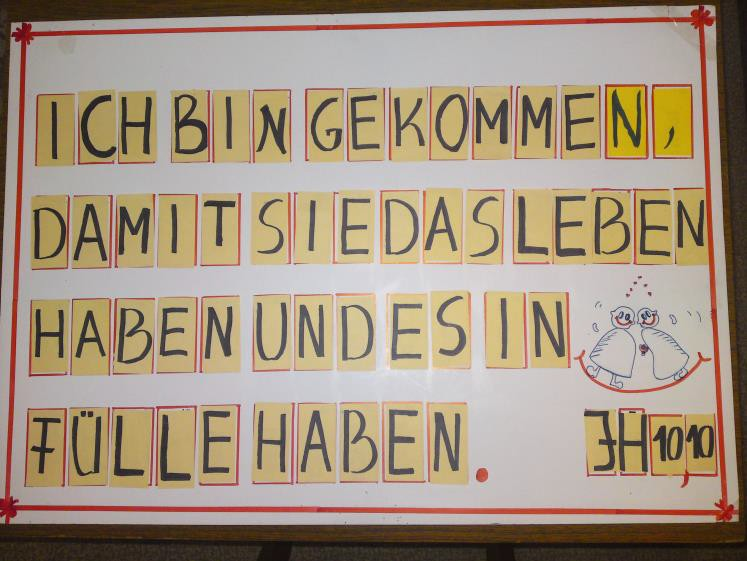 ICH BIN GEKOMMEN,
DAMIT SIE DAS LEBEN
HABEN UND ES IN
FÜLLE HABEN. JH 10,10